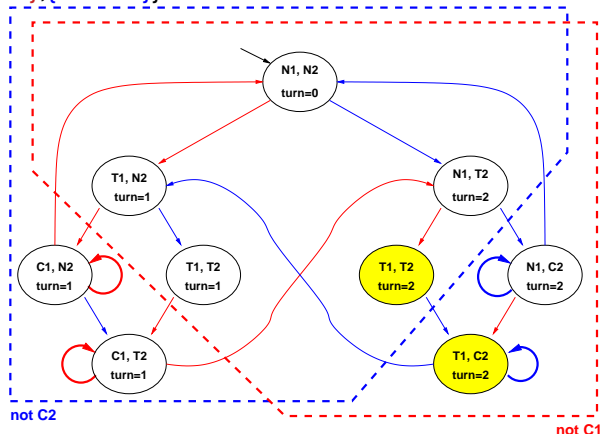 N1, N2
turn=0
T1, N2
turn=1
N1, T2
turn=2
C1, N2
turn=1
T1, T2
turn=1
T1, T2
turn=2
N1, C2
turn=2
C1, T2
turn=1
T1, C2
turn=2
not C2
not C1